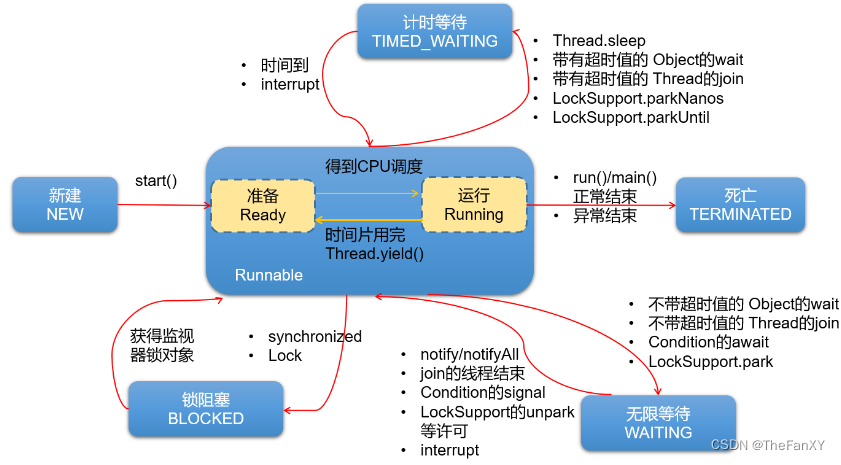 计时等待
TIMED_WAITING
• 时间到
• interrupt
• Thread.sleep
• 带有超时值的 Object的wait
• 带有超时值的 Thread的join
• LockSupport.parkNanos
• LockSupport.parkUntil
新建
NEW
start()
得到CPU调度
准备
Ready
运行
Running
时间片用完
Thread.yield()
Runnable
• run()/main()
正常结束
• 异常结束
死亡
TERMINATED
获得监视
器锁对象
• synchronized
• Lock
锁阻塞
BLOCKED
• notify/notifyAll
• join的线程结束
• Condition的signal
• LockSupport的unpark
等许可
• interrupt
• 不带超时值的 Object的wait
• 不带超时值的 Thread的join
• Condition的await
• LockSupport.park
无限等待
WAITING
CSDN @TheFanXY